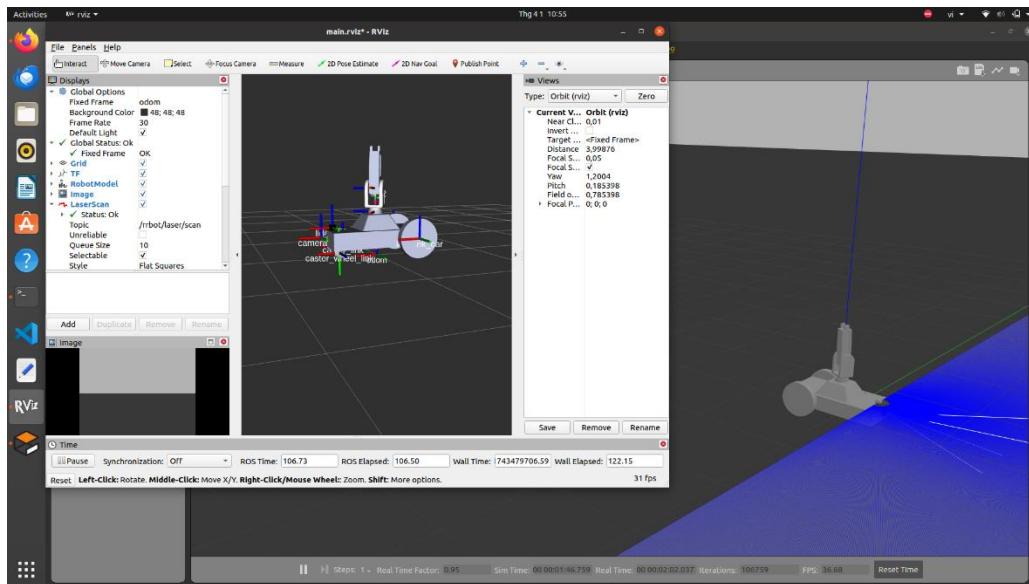 Activities
RViz rviz
Thg 4 1 10:55
vi
main.rviz* - RViz
File Panels Help
Interact Move Camera Select Focus Camera Measure 2D Pose Estimate 2D Nav Goal Publish Point
Displays
Global Options
Fixed Frame odom
Background Color 48; 48; 48
Frame Rate 30
Default Light
Global Status: Ok
Fixed Frame OK
Grid
TF
RobotModel
Image
LaserScan
Status: Ok
Topic /rrbot/laser/scan
Unreliable
Queue Size 10
Selectable
Style Flat Squares
Add Duplicate Remove Rename
Image
castor_wheel_link
odom
Views
Type: Orbit (rviz) Zero
Current V... Orbit (rviz)
Near Cl... 0,01
Invert ...
Target ... <Fixed Frame>
Distance 3,99876
Focal S... 0,05
Focal S...
Yaw 1,2004
Pitch 0,185398
Field o... 0,785398
Focal P... 0; 0; 0
Save Remove Rename
Time
Pause Synchronization: Off ROS Time: 106.73 ROS Elapsed: 106.50 Wall Time: 743479706.59 Wall Elapsed: 122.15
Reset Left-Click: Rotate. Middle-Click: Move X/Y. Right-Click/Mouse Wheel:: Zoom. Shift: More options. 31 fps
RViz
Steps: 1 Real Time Factor: 0.95 Sim Time: 00 00:01:46.759 Real Time: 00 00:02:02.037 Iterations: 106759 FPS: 36.68 Reset Time